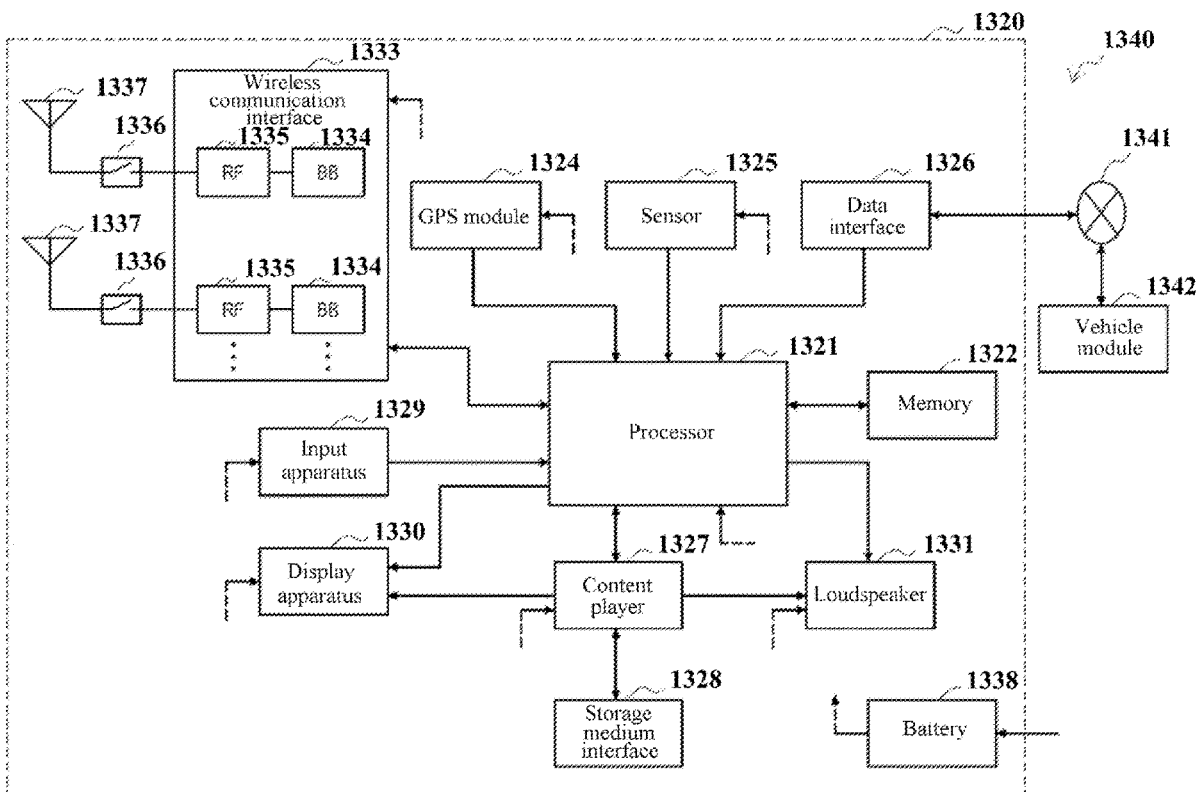 1320
1340
1333
Wireless
communication
interface
1337
1336
1335
1334
RF
BB
1324
GPS module
1325
Sensor
1326
Data
interface
1341
1337
1336
1335
1334
RF
BB
1342
Vehicle
module
1321
Processor
1322
Memory
1329
Input
apparatus
1330
Display
apparatus
1327
Content
player
1331
Loudspeaker
1328
Storage
medium
interface
1338
Battery